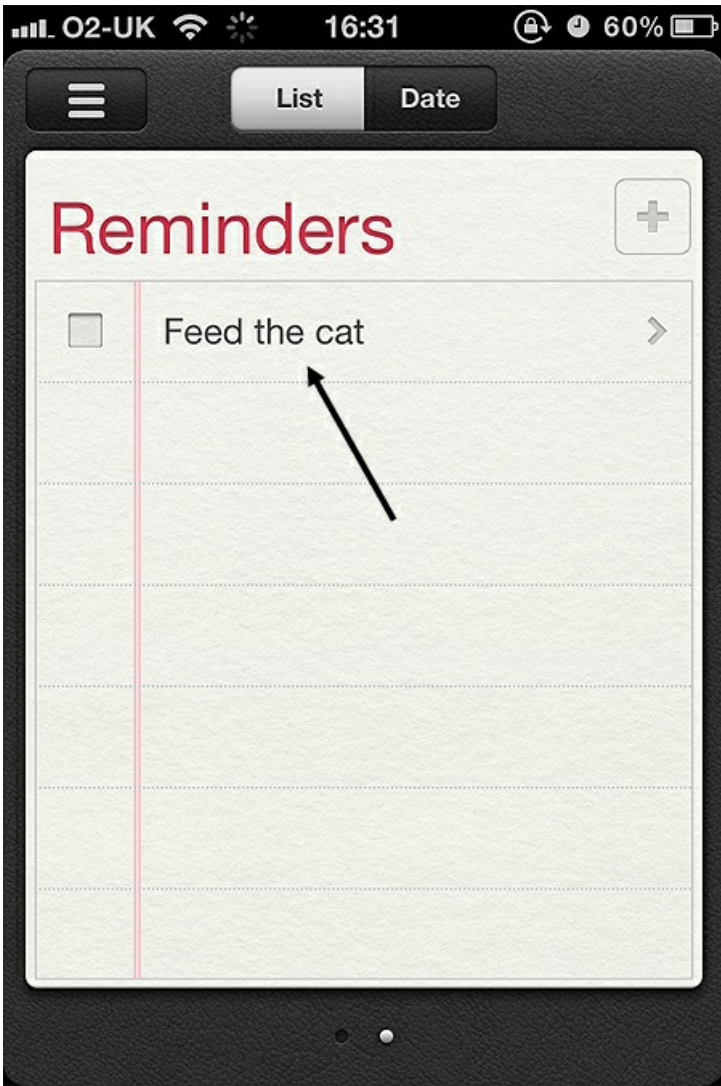 O2-UK 16:31 60%
List Date
Reminders
Feed the cat